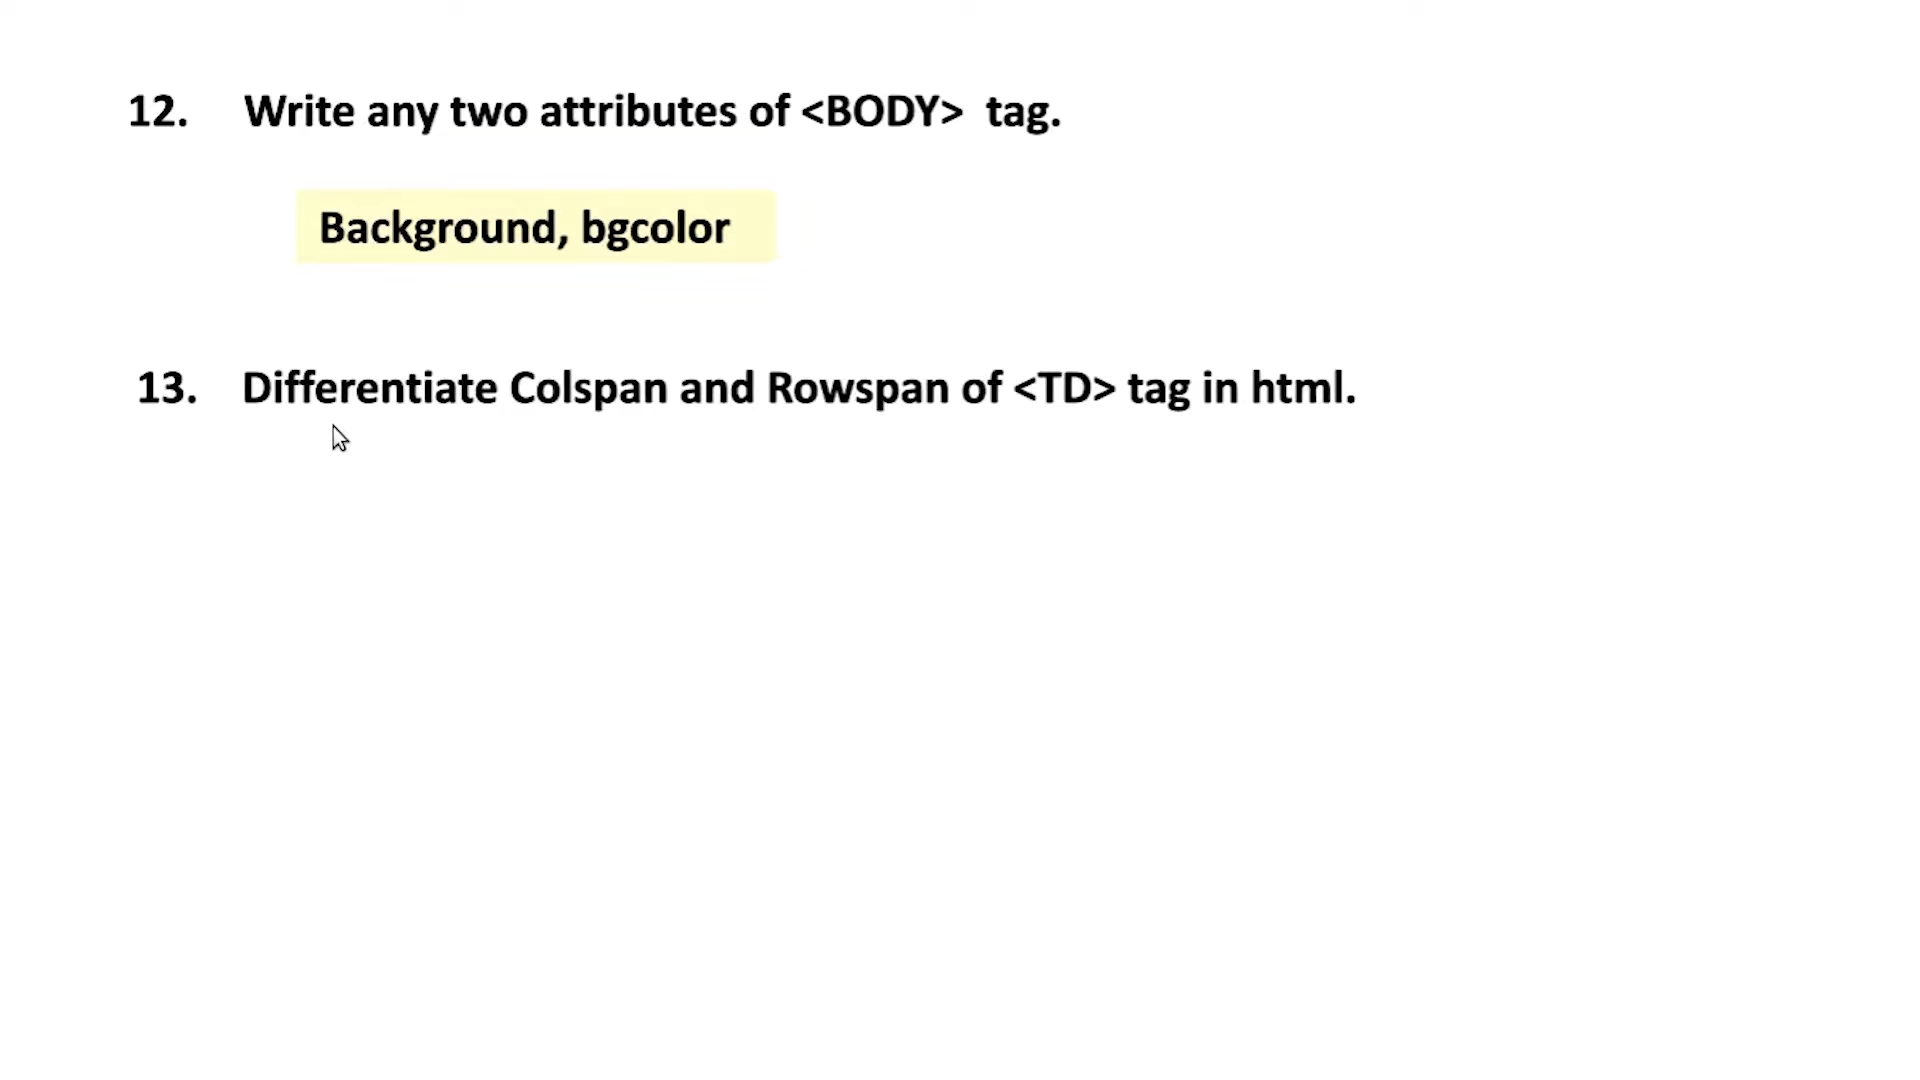 12. Write any two attributes of <BODY> tag.
Background, bgcolor
13. Differentiate Colspan and Rowspan of <TD> tag in html.